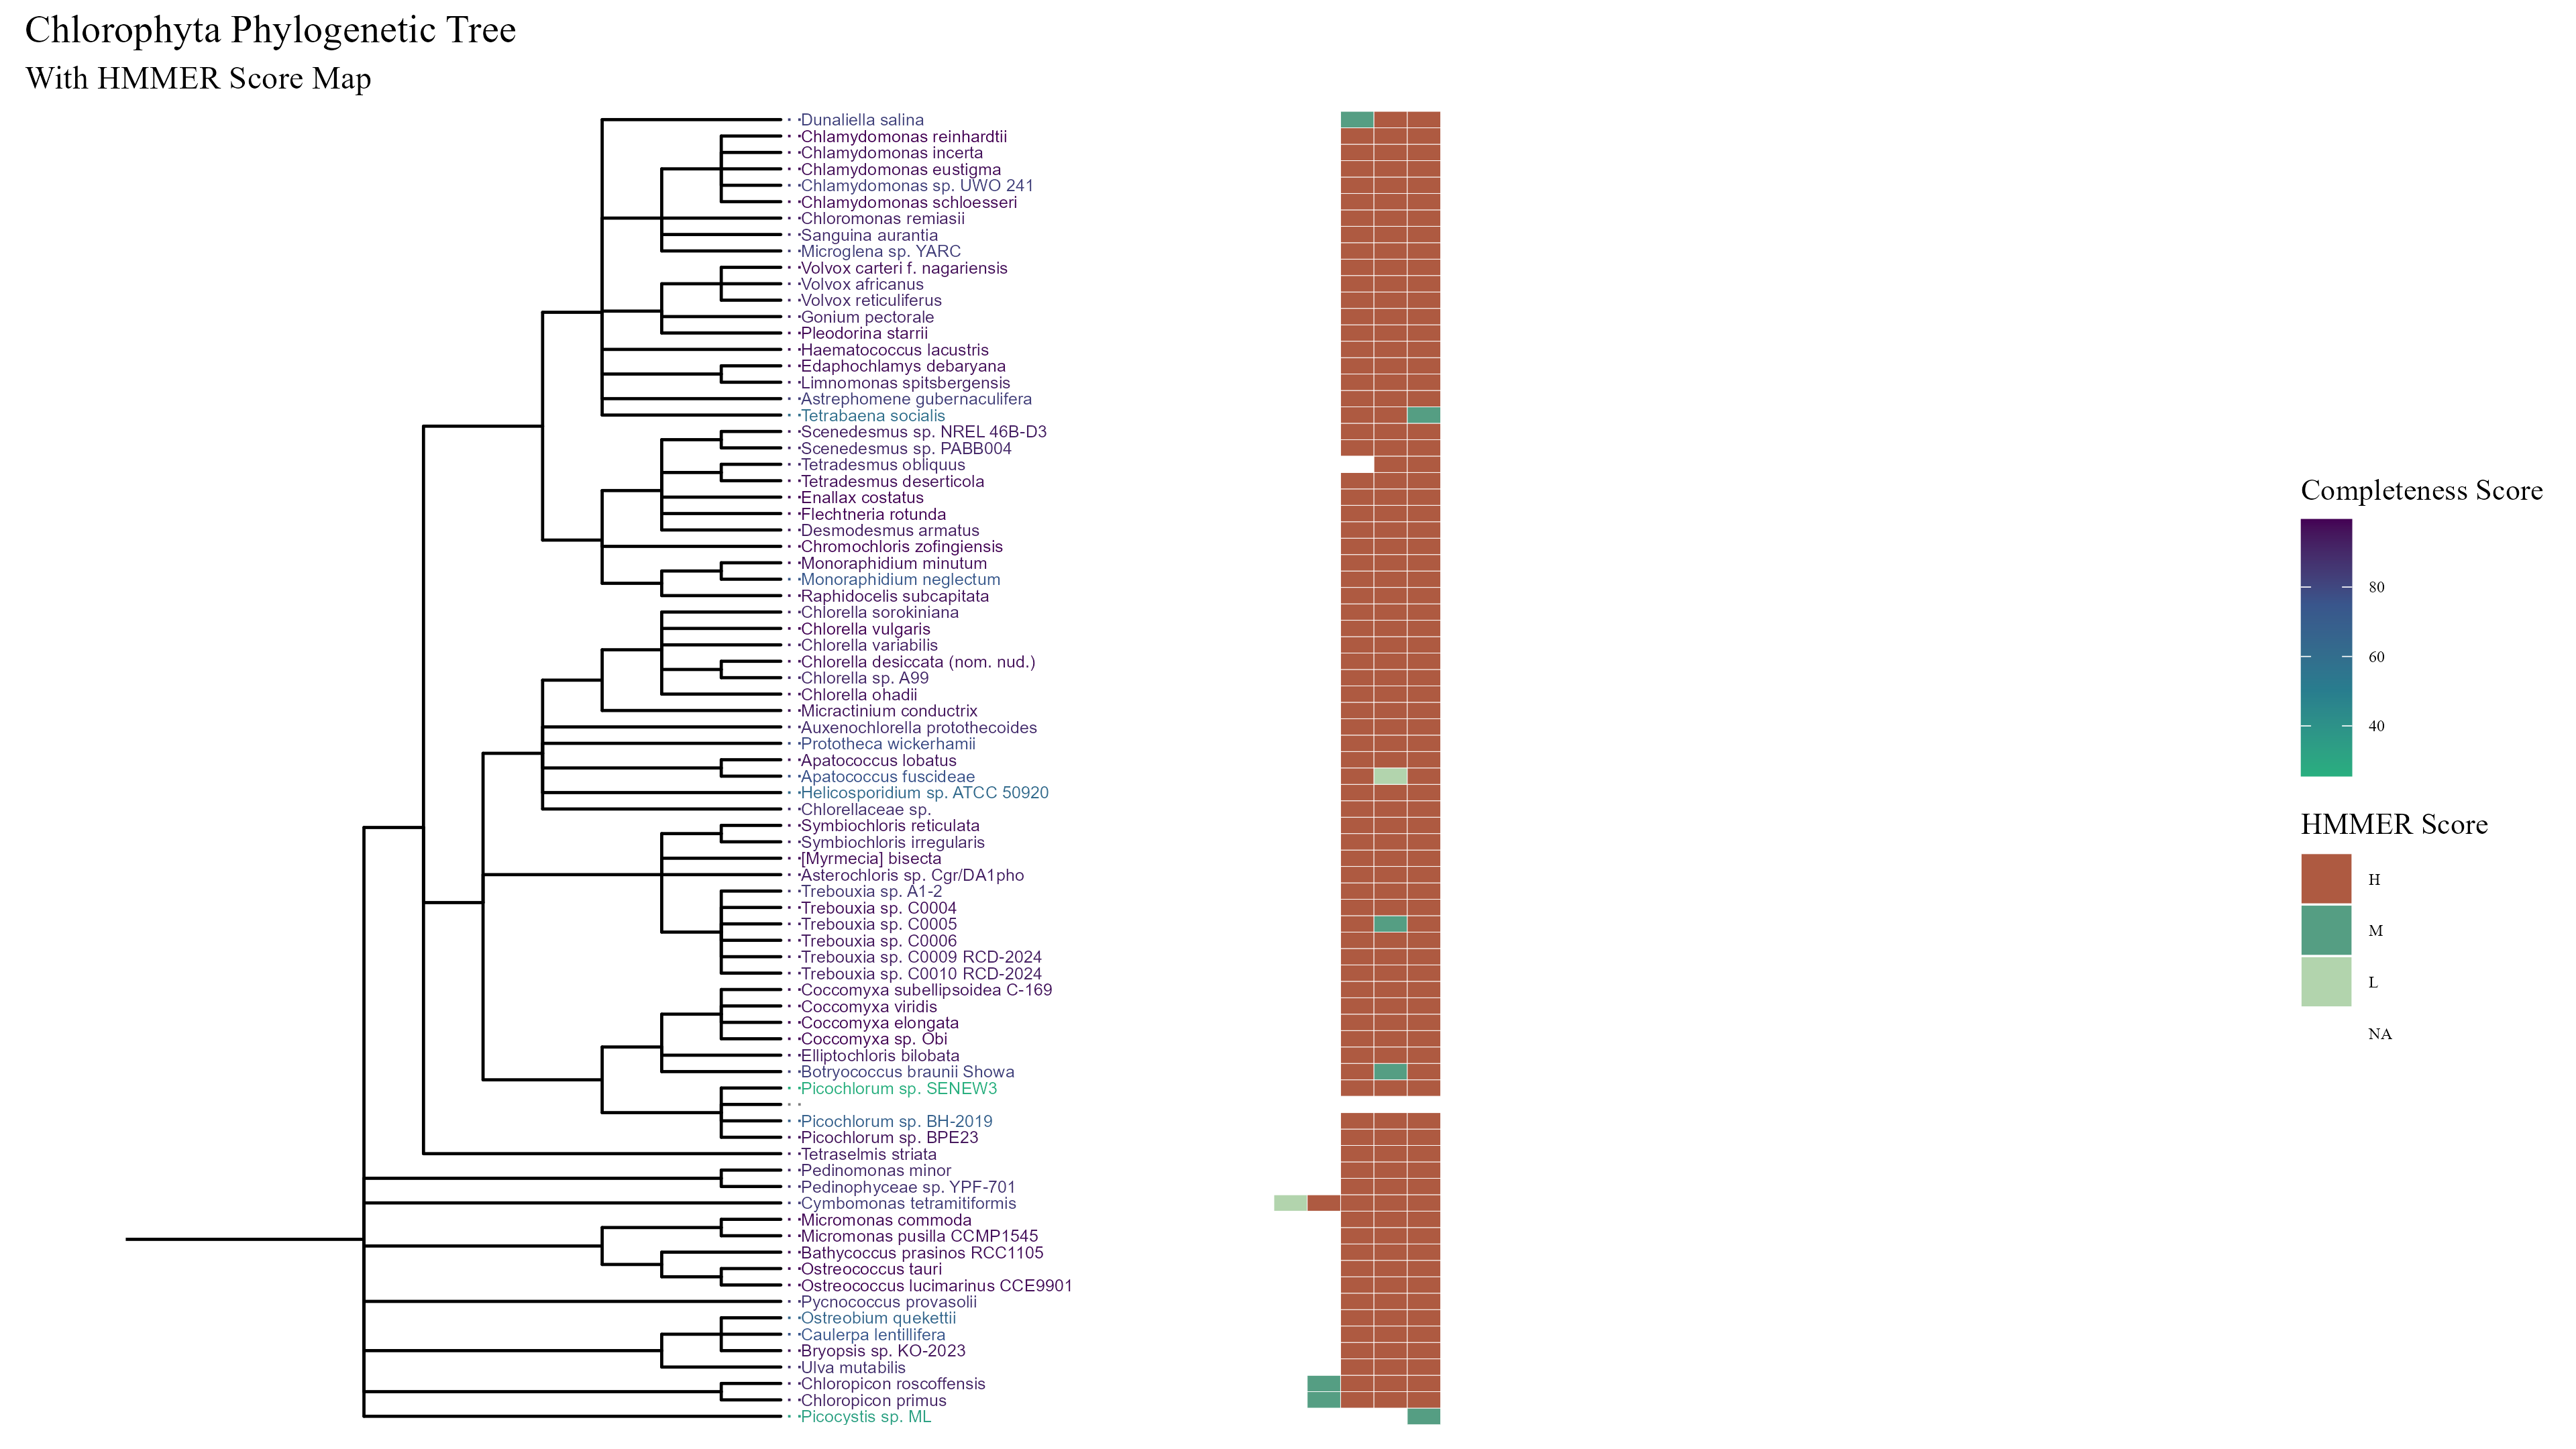 Chlorophyta Phylogenetic Tree
With HMMER Score Map
Dunaliella salina
Chlamydomonas reinhardtii
Chlamydomonas incerta
Chlamydomonas eustigma
Chlamydomonas sp. UWO 241
Chlamydomonas schloesseri
Chloromonas remiasii
Sanguina aurantia
Microglena sp. YARC
Volvox carteri f. nagariensis
Volvox africanus
Volvox reticuliferus
Gonium pectorale
Pleodorina starrii
Haematococcus lacustris
Edaphochlamys debaryana
Limnomonas spitsbergensis
Astrephomene gubernaculifera
Tetrabaena socialis
Scenedesmus sp. NREL 46B-D3
Scenedesmus sp. PABB004
Tetradesmus obliquus
Tetradesmus deserticola
Enallax costatus
Flechtneria rotunda
Desmodesmus armatus
Chromochloris zofingiensis
Monoraphidium minutum
Monoraphidium neglectum
Raphidocelis subcapitata
Chlorella sorokiniana
Chlorella vulgaris
Chlorella variabilis
Chlorella desiccata (nom. nud.)
Chlorella sp. A99
Chlorella ohadii
Micractinium conductrix
Auxenochlorella protothecoides
Prototheca wickerhamii
Apatococcus lobatus
Apatococcus fuscideae
Helicosporidium sp. ATCC 50920
Chlorellaceae sp.
Symbiochloris reticulata
Symbiochloris irregularis
[Myrmecia] bisecta
Asterochloris sp. Cgr/DA1pho
Trebouxia sp. A1-2
Trebouxia sp. C0004
Trebouxia sp. C0005
Trebouxia sp. C0006
Trebouxia sp. C0009 RCD-2024
Trebouxia sp. C0010 RCD-2024
Coccomyxa subellipsoidea C-169
Coccomyxa viridis
Coccomyxa elongata
Coccomyxa sp. Obi
Elliptochloris bilobata
Botryococcus braunii Showa
Picochlorum sp. SENEW3
Picochlorum sp. BH-2019
Picochlorum sp. BPE23
Tetraselmis striata
Pedinomonas minor
Pedinophyceae sp. YPF-701
Cymbomonas tetramitiformis
Micromonas commoda
Micromonas pusilla CCMP1545
Bathycoccus prasinos RCC1105
Ostreococcus tauri
Ostreococcus lucimarinus CCE9901
Pycnococcus provasolii
Ostreobium quekettii
Caulerpa lentillifera
Bryopsis sp. KO-2023
Ulva mutabilis
Chloropicon roscoffensis
Chloropicon primus
Picocystis sp. ML
Completeness Score
80
60
40
HMMER Score
H
M
L
NA